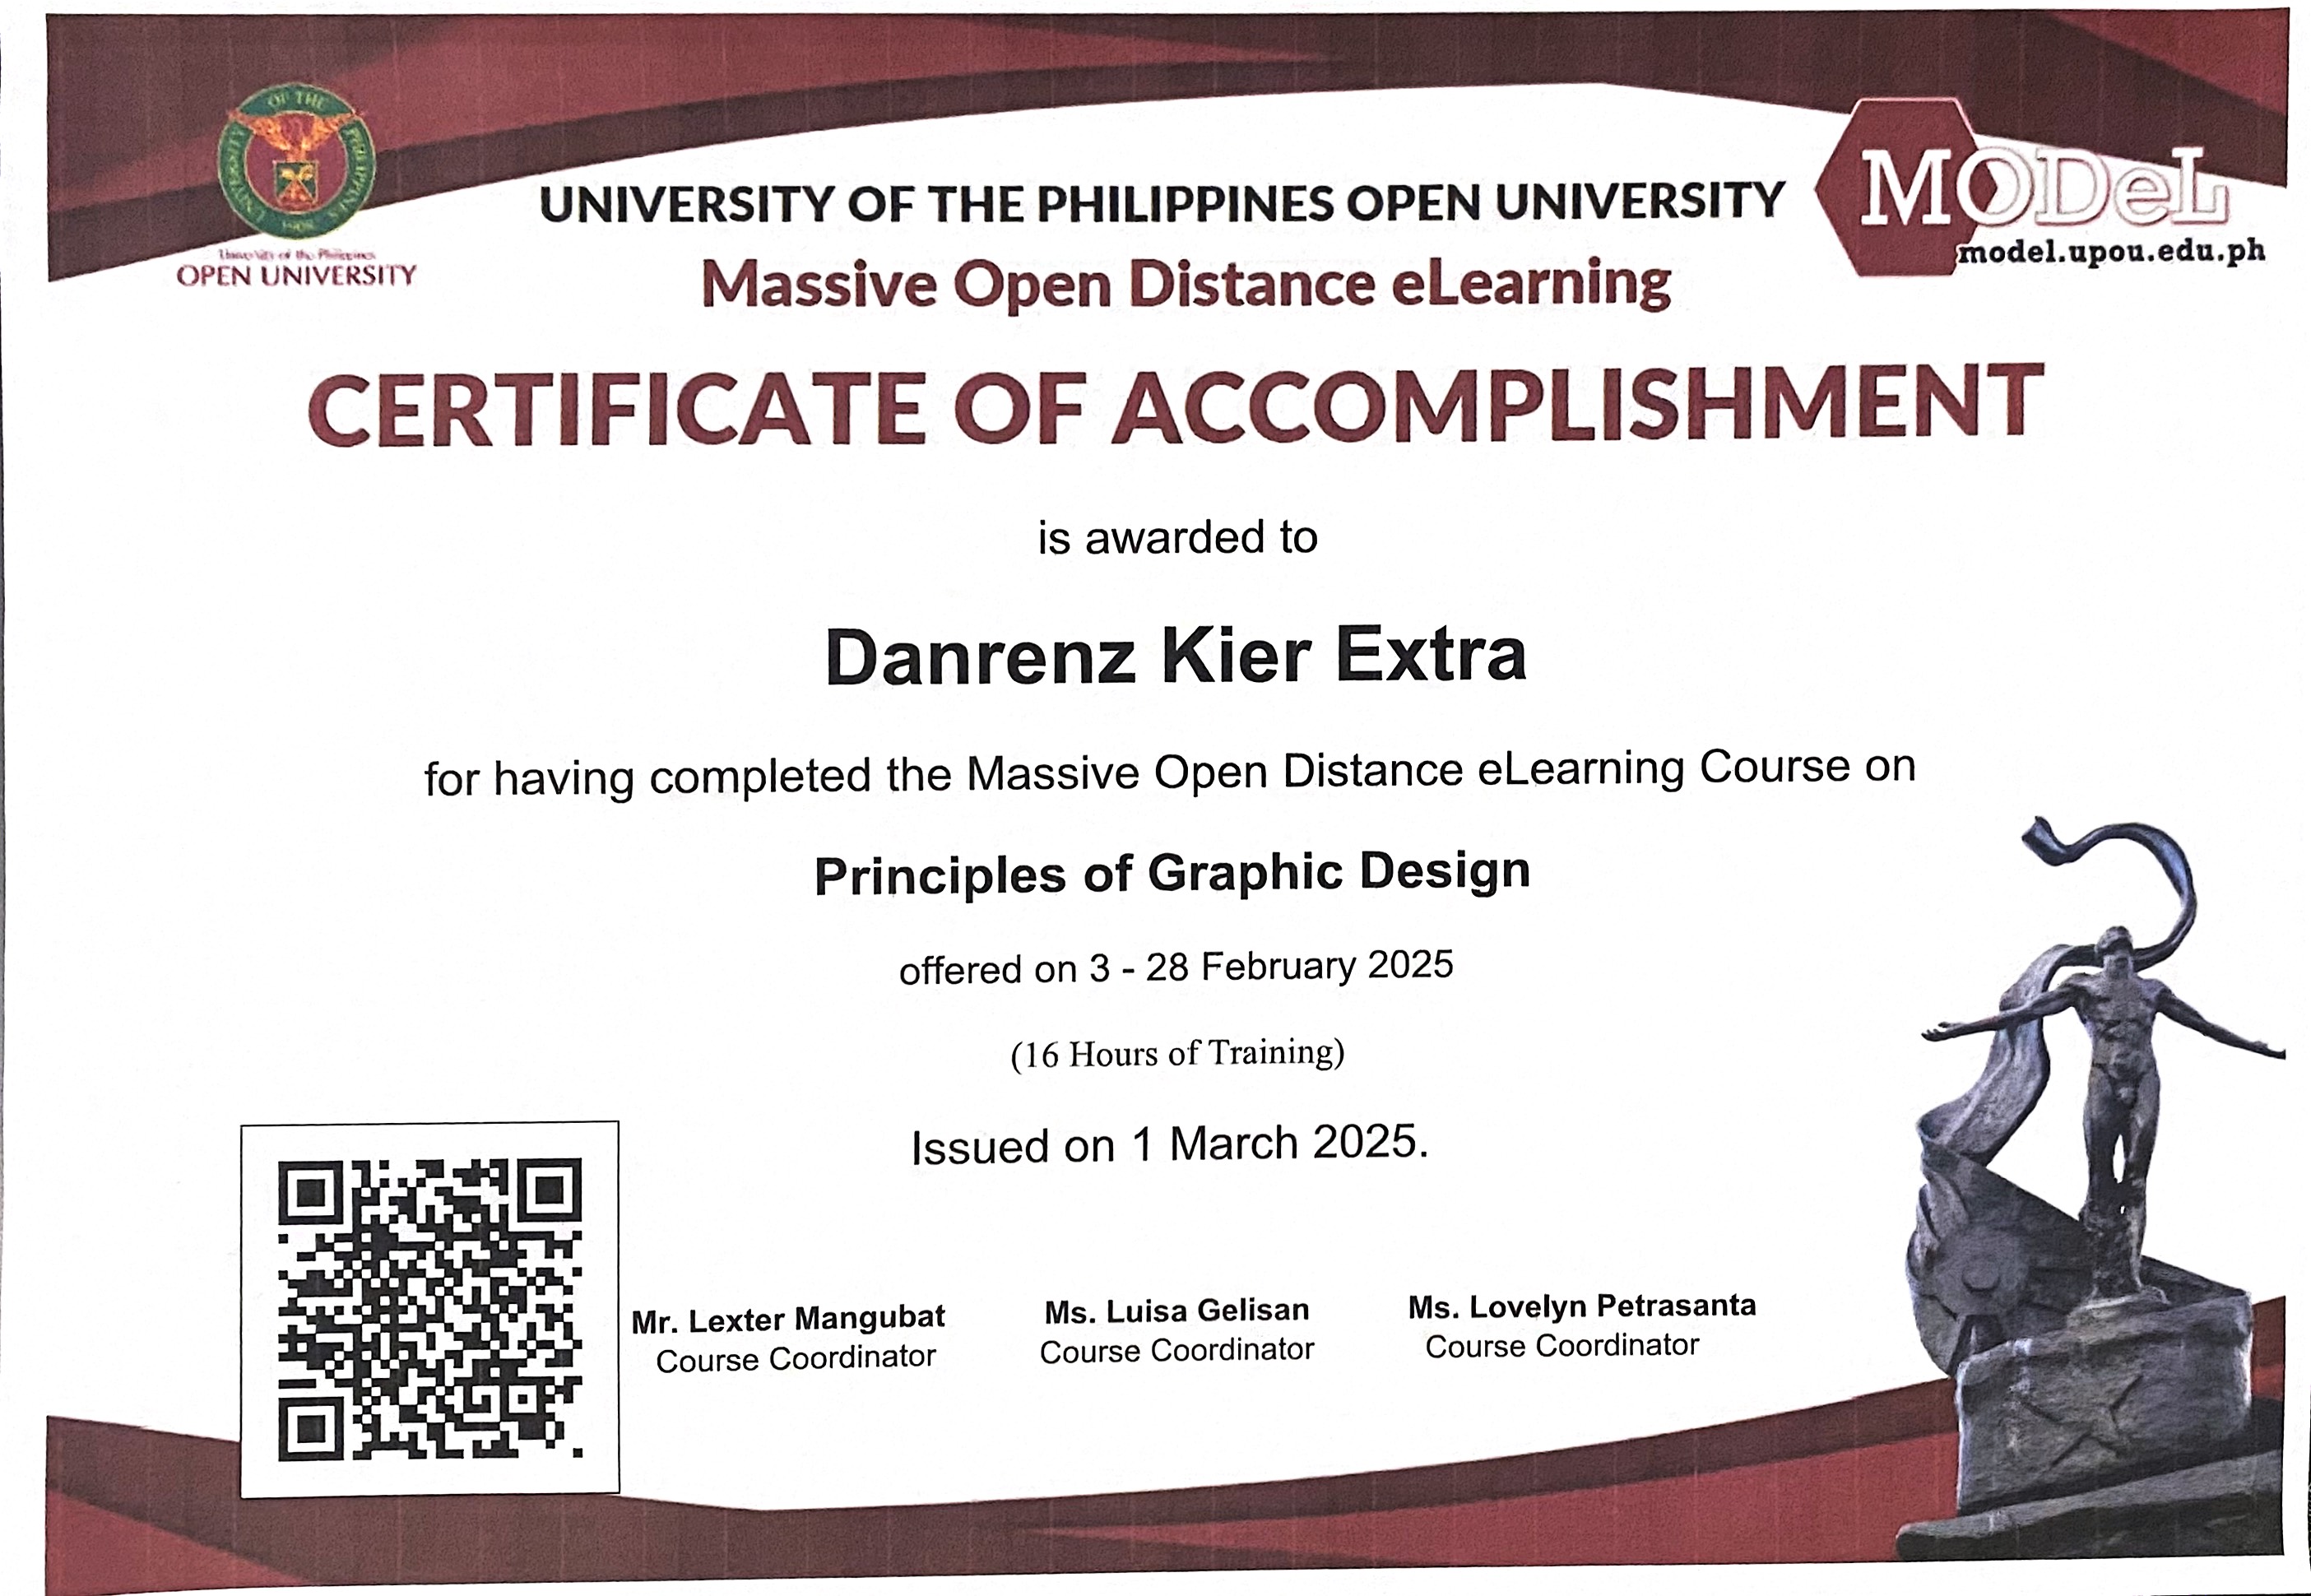 OF THE
UNIVERSITY
PHILIPPINES
1908
University of the Philippines
OPEN UNIVERSITY
UNIVERSITY OF THE PHILIPPINES OPEN UNIVERSITY
MODeL
model.upou.edu.ph
Massive Open Distance eLearning
CERTIFICATE OF ACCOMPLISHMENT
is awarded to
Danrenz Kier Extra
for having completed the Massive Open Distance eLearning Course on
Principles of Graphic Design
offered on 3 - 28 February 2025
(16 Hours of Training)
Issued on 1 March 2025.
Mr. Lexter Mangubat
Course Coordinator
Ms. Luisa Gelisan
Course Coordinator
Ms. Lovelyn Petrasanta
Course Coordinator